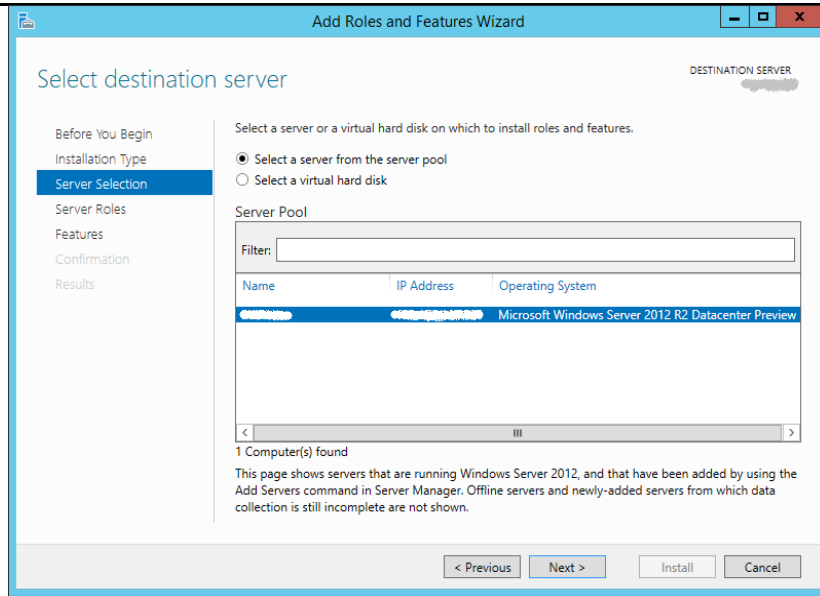 Add Roles and Features Wizard
Select destination server
DESTINATION SERVER
Before You Begin
Installation Type
Server Selection
Server Roles
Features
Confirmation
Results
Select a server or a virtual hard disk on which to install roles and features.
Select a server from the server pool
Select a virtual hard disk
Server Pool
Filter:
Name IP Address Operating System
Microsoft Windows Server 2012 R2 Datacenter Preview
1 Computer(s) found
This page shows servers that are running Windows Server 2012, and that have been added by using the
Add Servers command in Server Manager. Offline servers and newly-added servers from which data
collection is still incomplete are not shown.
< Previous Next > Install Cancel